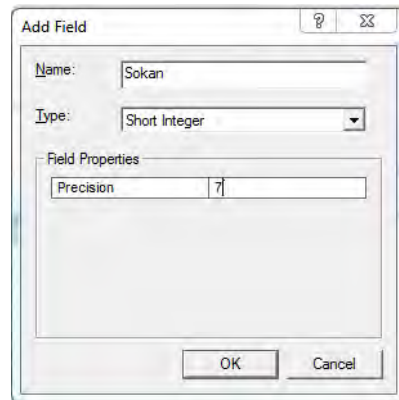 Add Field
Name: Sokan
Type: Short Integer
Field Properties
Precision 7
OK Cancel